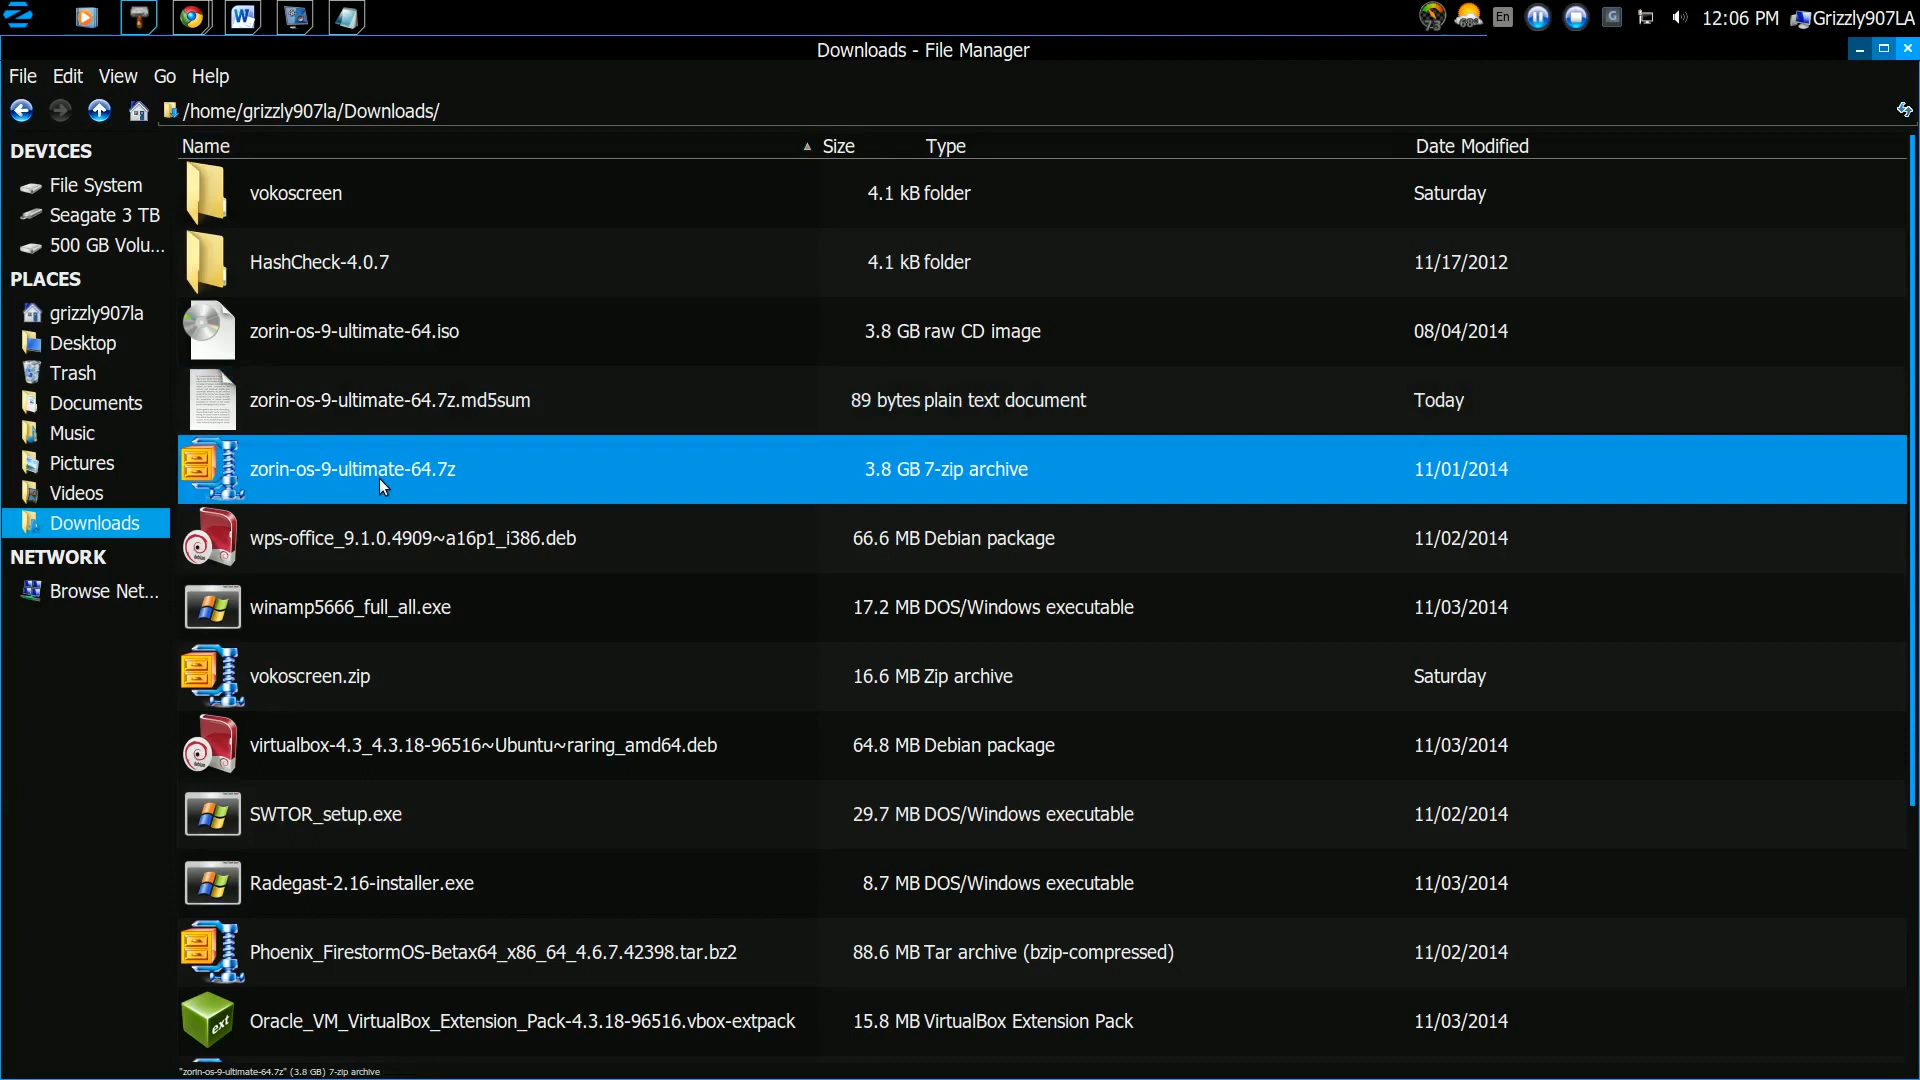 En
12:06 PM
Grizzly907LA
Downloads - File Manager
File Edit View Go Help
/home/grizzly907la/Downloads/
DEVICES
File System
Seagate 3 TB
500 GB Volu...
PLACES
grizzly907la
Desktop
Trash
Documents
Music
Pictures
Videos
Downloads
NETWORK
Browse Net...
Name Size Type Date Modified
vokoscreen 4.1 kB folder Saturday
HashCheck-4.0.7 4.1 kB folder 11/17/2012
zorin-os-9-ultimate-64.iso 3.8 GB raw CD image 08/04/2014
zorin-os-9-ultimate-64.7z.md5sum 89 bytes plain text document Today
zorin-os-9-ultimate-64.7z 3.8 GB 7-zip archive 11/01/2014
wps-office_9.1.0.4909~a16p1_i386.deb 66.6 MB Debian package 11/02/2014
winamp5666_full_all.exe 17.2 MB DOS/Windows executable 11/03/2014
vokoscreen.zip 16.6 MB Zip archive Saturday
virtualbox-4.3_4.3.18-96516~Ubuntu~raring_amd64.deb 64.8 MB Debian package 11/03/2014
SWTOR_setup.exe 29.7 MB DOS/Windows executable 11/02/2014
Radegast-2.16-installer.exe 8.7 MB DOS/Windows executable 11/03/2014
Phoenix_FirestormOS-Betax64_x86_64_4.6.7.42398.tar.bz2 88.6 MB Tar archive (bzip-compressed) 11/02/2014
Oracle_VM_VirtualBox_Extension_Pack-4.3.18-96516.vbox-extpack 15.8 MB VirtualBox Extension Pack 11/03/2014
"zorin-os-9-ultimate-64.7z" (3.8 GB) 7-zip archive